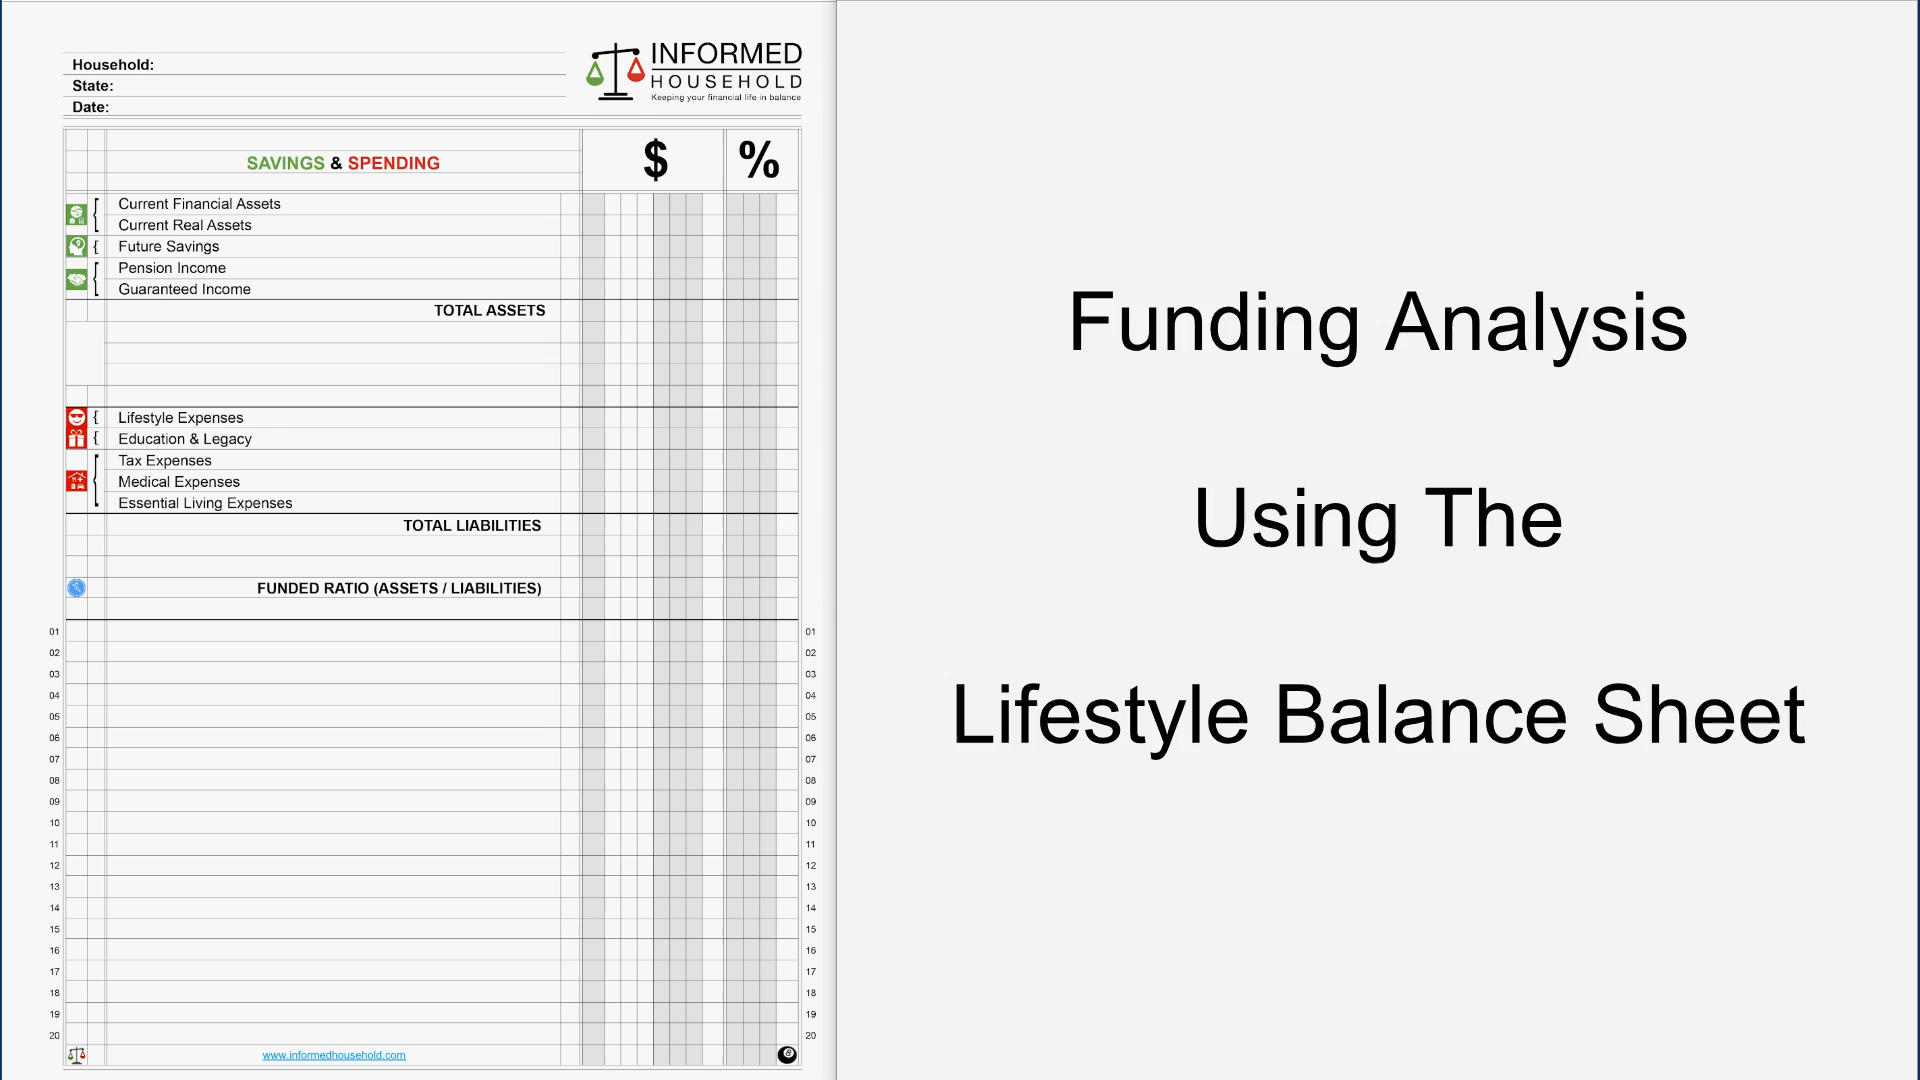 Household:
State:
Date:
INFORMED
HOUSEHOLD
Keeping your financial life in balance
SAVINGS & SPENDING
$
%
Current Financial Assets
Current Real Assets
Future Savings
Pension Income
Guaranteed Income
TOTAL ASSETS
Lifestyle Expenses
Education & Legacy
Tax Expenses
Medical Expenses
Essential Living Expenses
TOTAL LIABILITIES
FUNDED RATIO (ASSETS / LIABILITIES)
01 01
02 02
03 03
04 04
05 05
06 06
07 07
08 08
09 09
10 10
11 11
12 12
13 13
14 14
15 15
16 16
17 17
18 18
19 19
20 20
www.informedhousehold.com
8
Funding Analysis
Using The
Lifestyle Balance Sheet